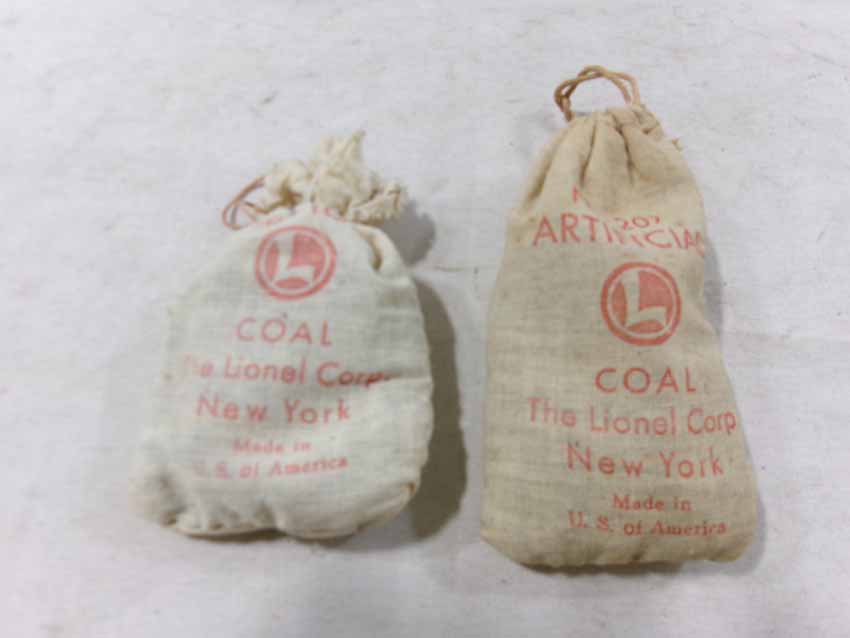 L
COAL
The Lionel Corp.
New York
Made in
U. S. of America
207
ARTIFICIAL
L
COAL
The Lionel Corp
New York
Made in
U. S. of America